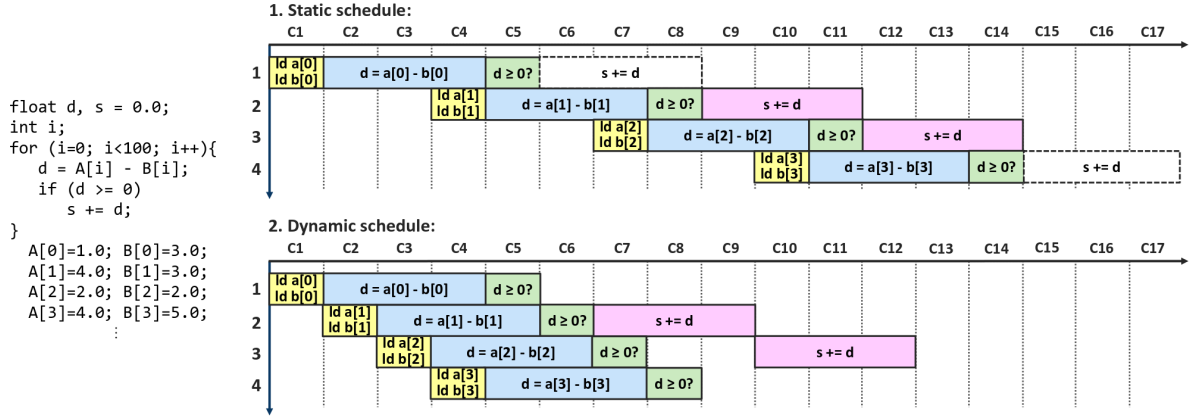 float d, s = 0.0;
int i;
for (i=0; i<100; i++){
d = A[i] - B[i];
if (d >= 0)
s += d;
}
A[0]=1.0; B[0]=3.0;
A[1]=4.0; B[1]=3.0;
A[2]=2.0; B[2]=2.0;
A[3]=4.0; B[3]=5.0;
⋮
1. Static schedule:
C1 C2 C3 C4 C5 C6 C7 C8 C9 C10 C11 C12 C13 C14 C15 C16 C17
1
ld a[0]
ld b[0]
d = a[0] - b[0]
d ≥ 0?
s += d
2
ld a[1]
ld b[1]
d = a[1] - b[1]
d ≥ 0?
s += d
3
ld a[2]
ld b[2]
d = a[2] - b[2]
d ≥ 0?
s += d
4
ld a[3]
ld b[3]
d = a[3] - b[3]
d ≥ 0?
s += d
2. Dynamic schedule:
C1 C2 C3 C4 C5 C6 C7 C8 C9 C10 C11 C12 C13 C14 C15 C16 C17
1
ld a[0]
ld b[0]
d = a[0] - b[0]
d ≥ 0?
2
ld a[1]
ld b[1]
d = a[1] - b[1]
d ≥ 0?
s += d
3
ld a[2]
ld b[2]
d = a[2] - b[2]
d ≥ 0?
s += d
4
ld a[3]
ld b[3]
d = a[3] - b[3]
d ≥ 0?